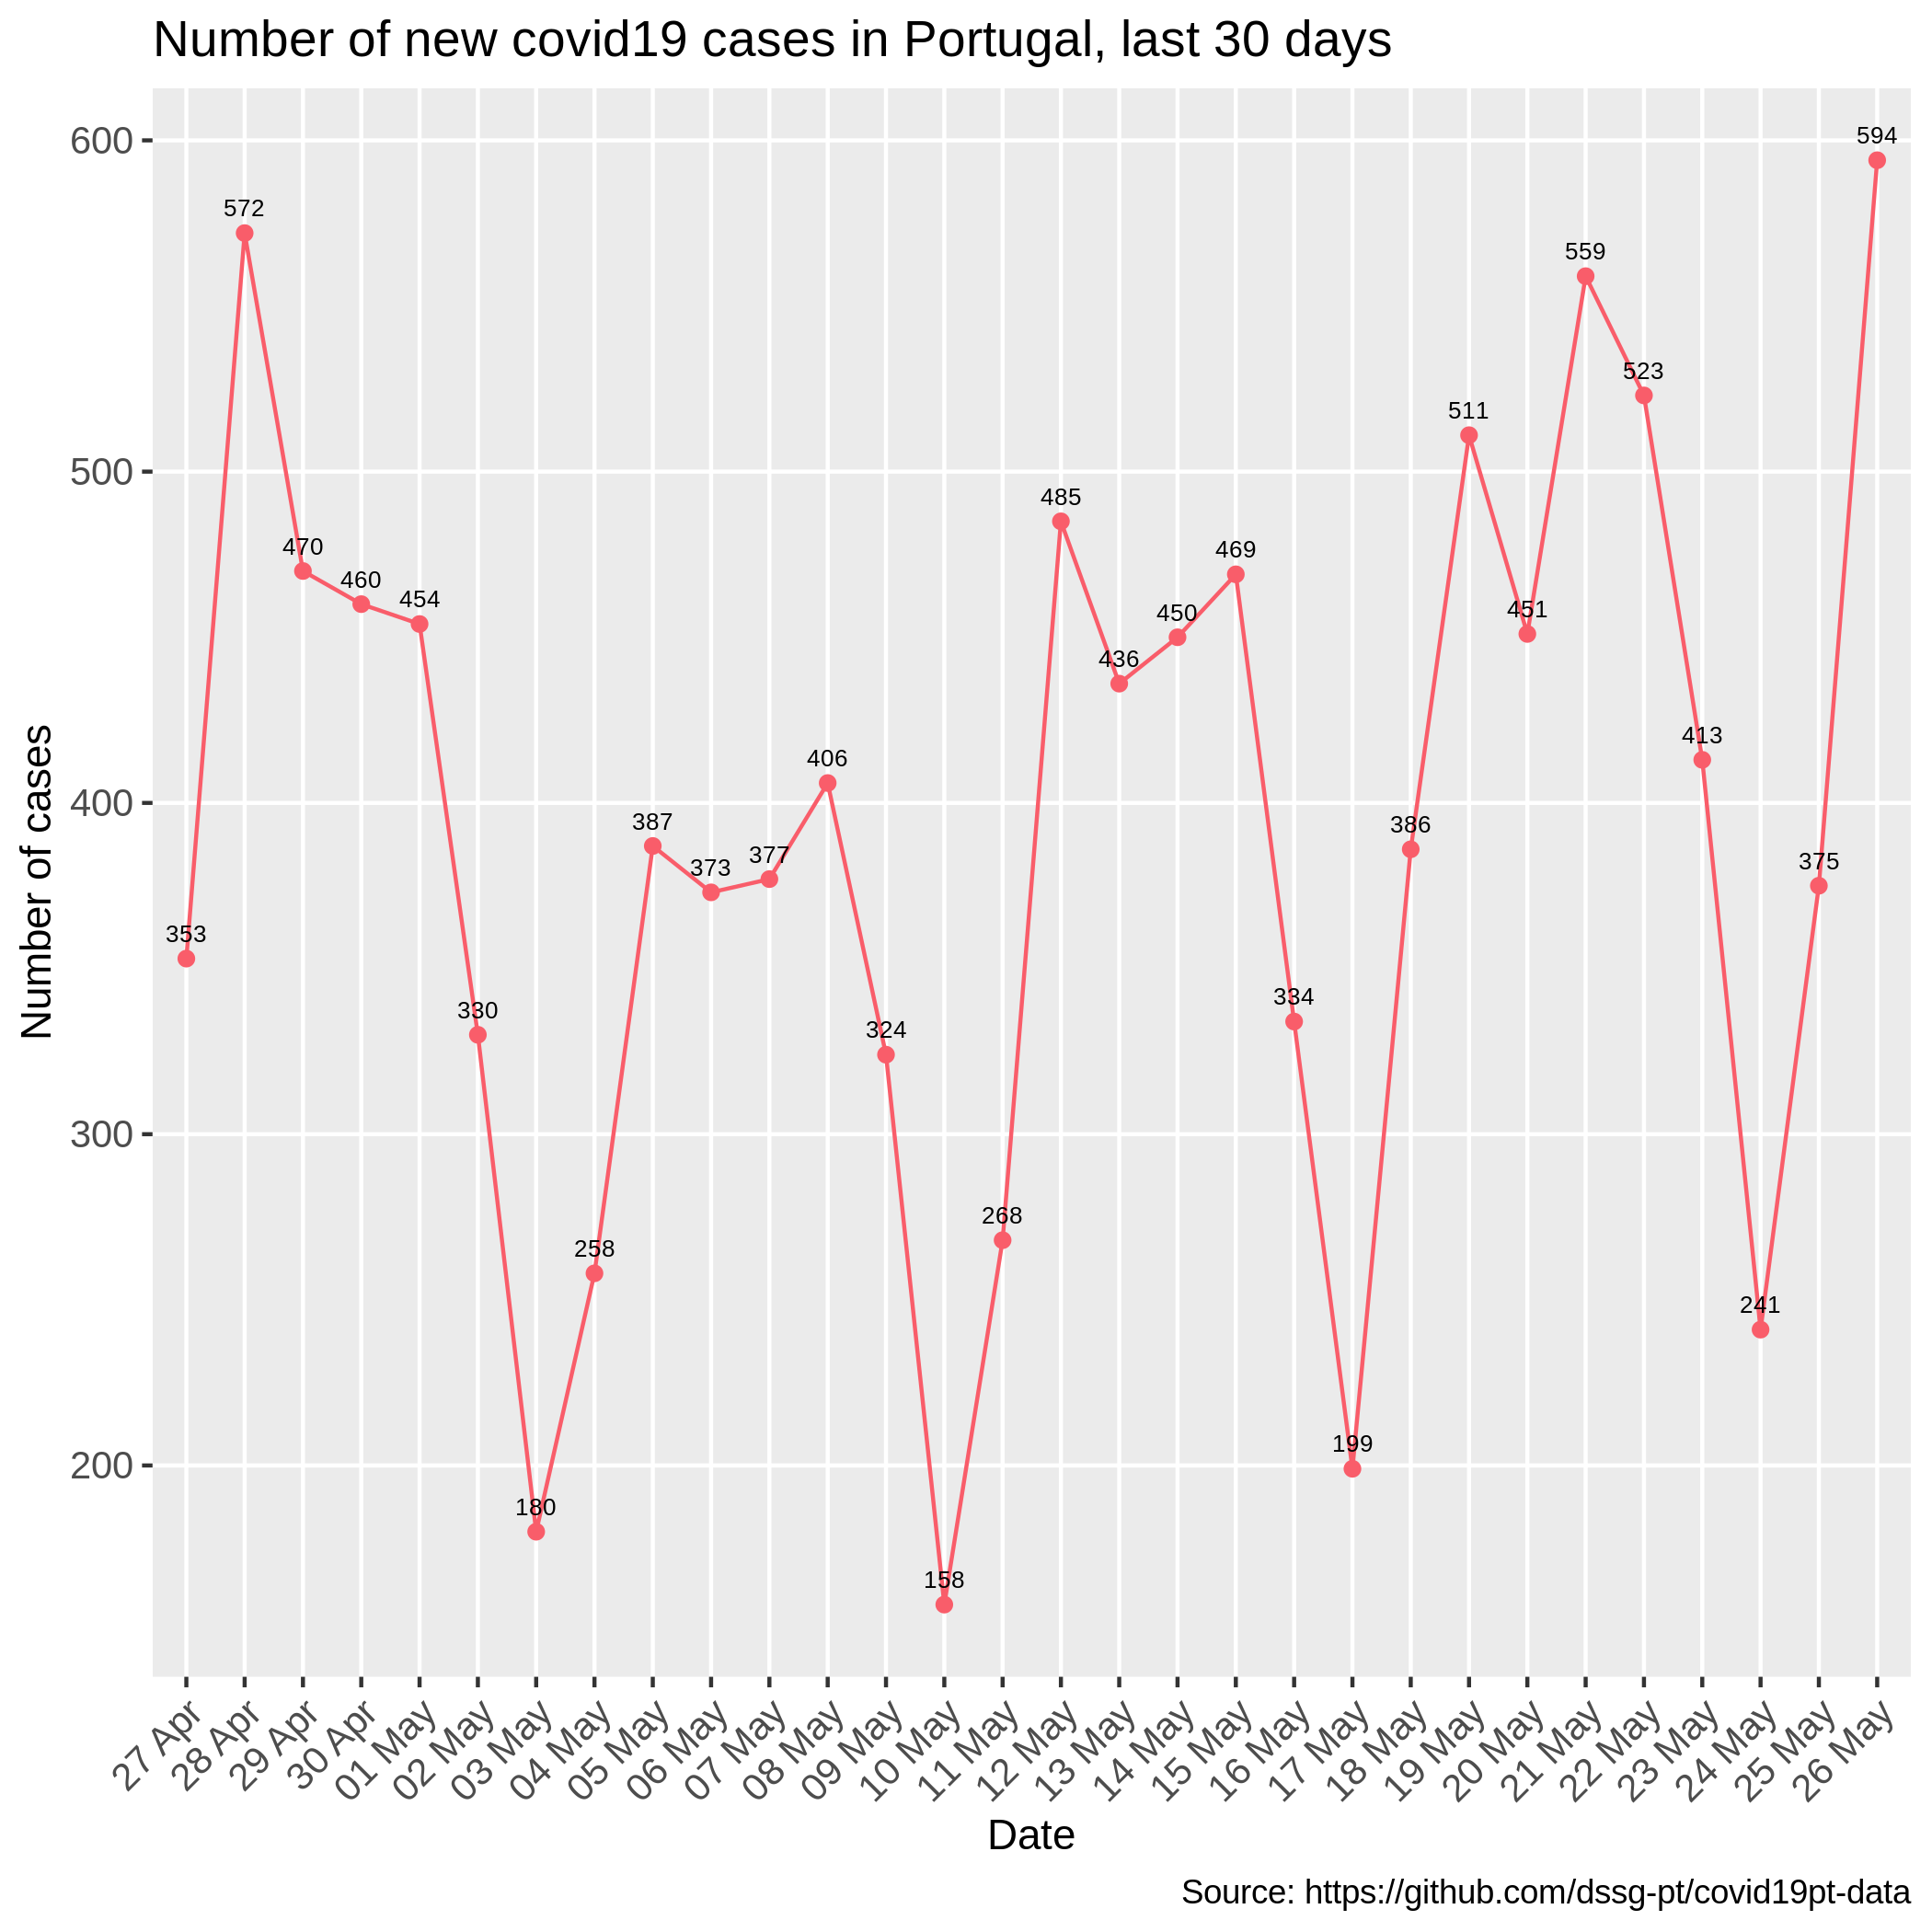 Number of new covid19 cases in Portugal, last 30 days
Number of cases
600
500
400
300
200
353
572
470
460
454
330
180
258
387
373
377
406
324
158
268
485
436
450
469
334
199
386
511
451
559
523
413
241
375
594
27 Apr
28 Apr
29 Apr
30 Apr
01 May
02 May
03 May
04 May
05 May
06 May
07 May
08 May
09 May
10 May
11 May
12 May
13 May
14 May
15 May
16 May
17 May
18 May
19 May
20 May
21 May
22 May
23 May
24 May
25 May
26 May
Date
Source: https://github.com/dssg-pt/covid19pt-data